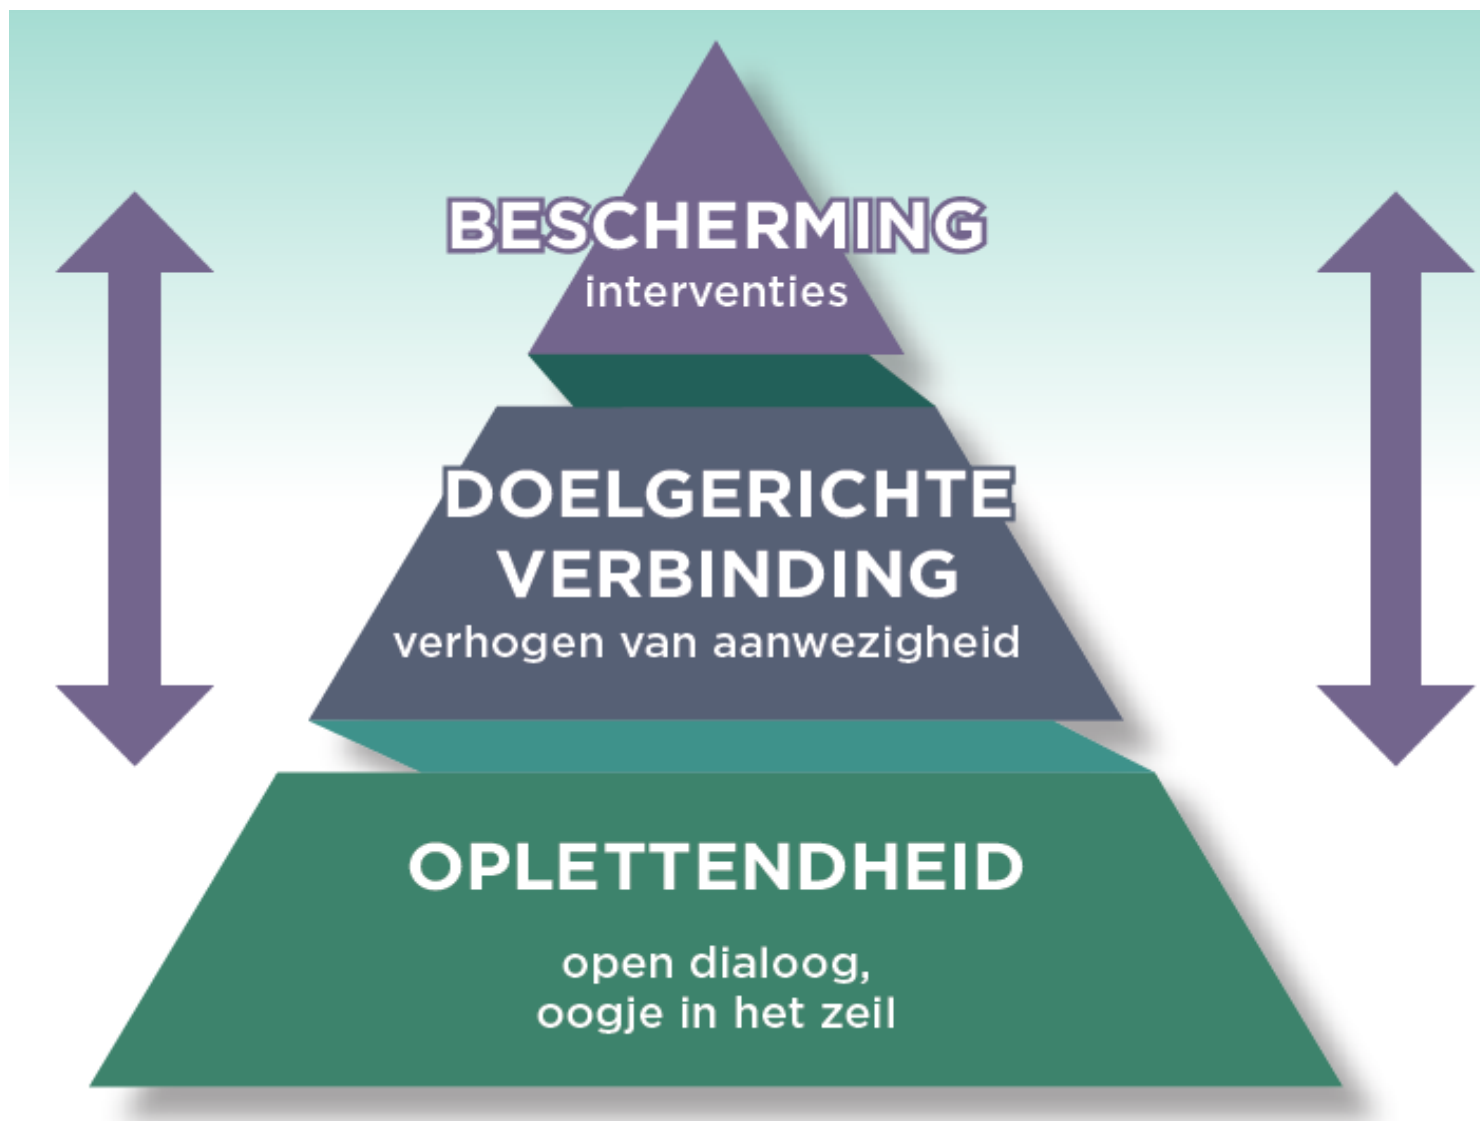 BESCHERMING
interventies
DOELGERICHTE
VERBINDING
verhogen van aanwezigheid
OPLETTENDHEID
open dialoog,
oogje in het zeil